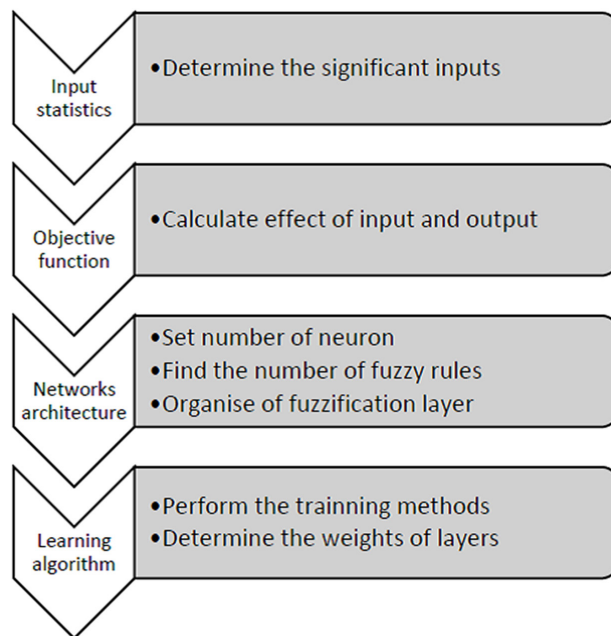 Input
statistics
•Determine the significant inputs
Objective
function
•Calculate effect of input and output
Networks
architecture
•Set number of neuron
•Find the number of fuzzy rules
•Organise of fuzzification layer
Learning
algorithm
•Perform the trainning methods
•Determine the weights of layers